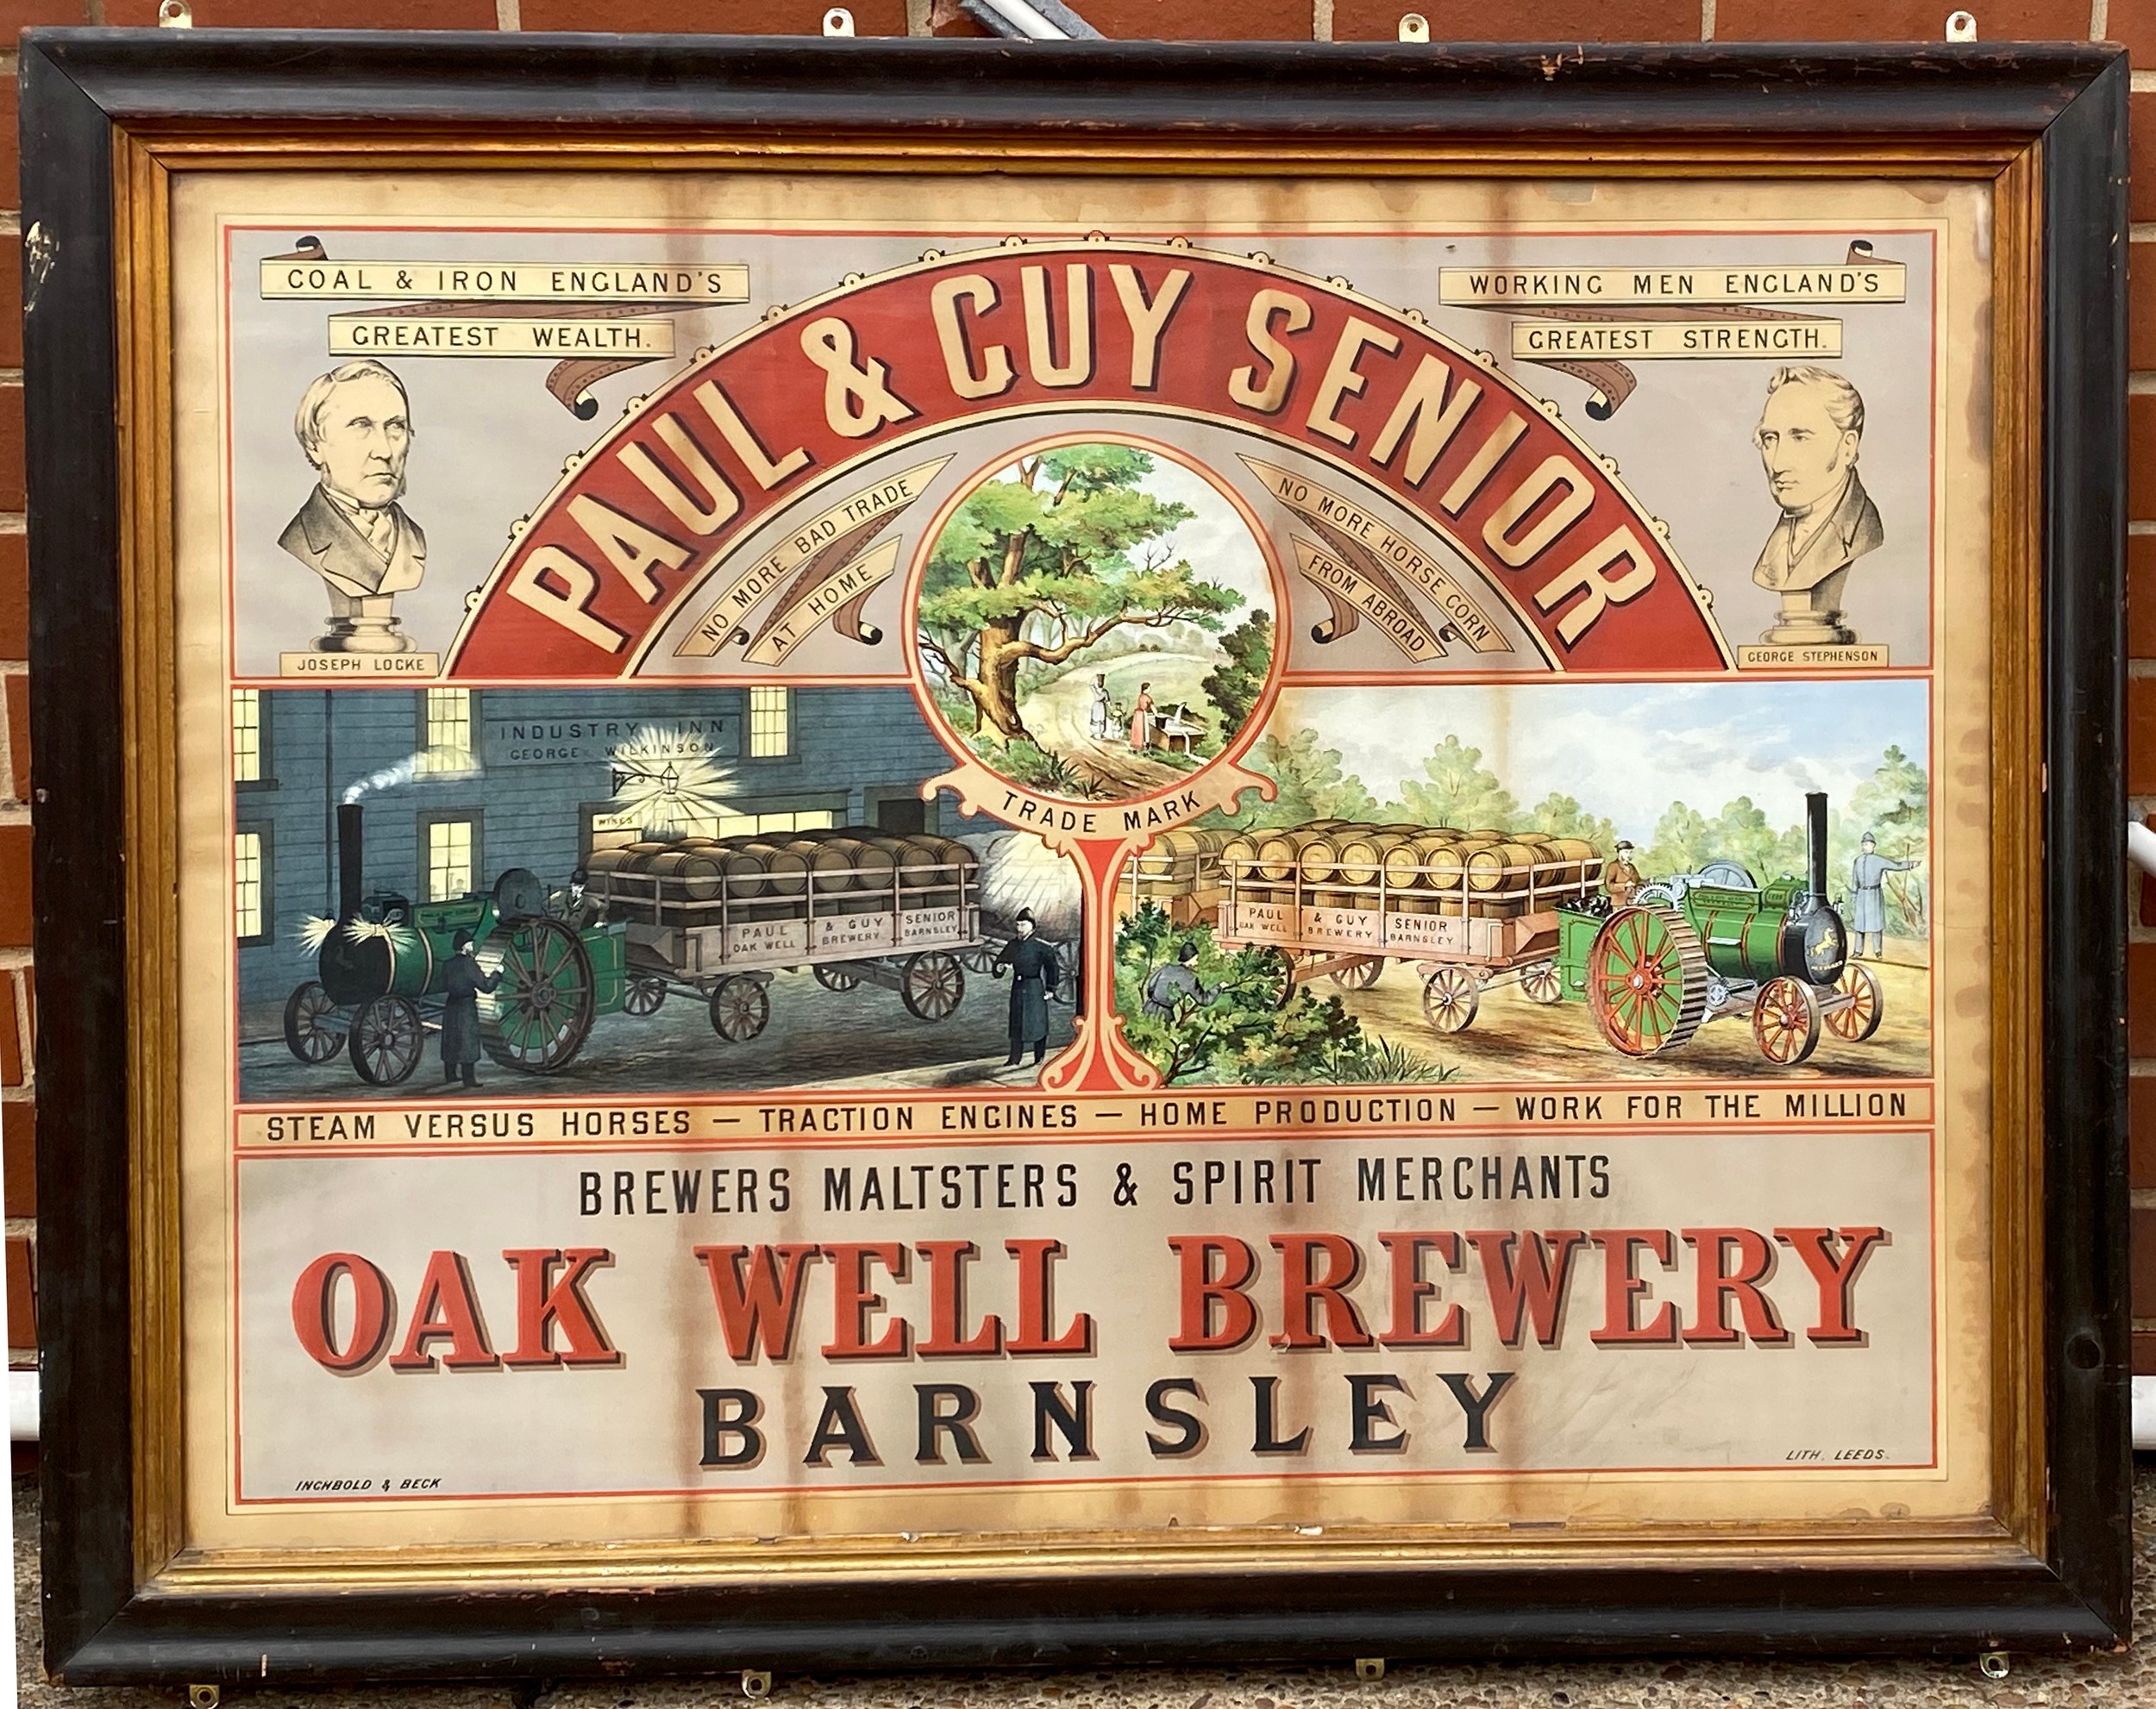 COAL & IRON ENGLAND'S
GREATEST WEALTH.
WORKING MEN ENGLAND'S
GREATEST STRENGTH.
PAUL & GUY SENIOR
NO MORE BAD TRADE
AT HOME
NO MORE HORSE CORN
FROM ABROAD
JOSEPH LOCKE
GEORGE STEPHENSON
INDUSTRY INN
GEORGE WILKINSON
WINES
TRADE MARK
PAUL & GUY SENIOR
OAK WELL BREWERY BARNSLEY
PAUL & GUY SENIOR
OAK WELL BREWERY BARNSLEY
STEAM VERSUS HORSES — TRACTION ENGINES — HOME PRODUCTION — WORK FOR THE MILLION
BREWERS MALTSTERS & SPIRIT MERCHANTS
OAK WELL BREWERY
BARNSLEY
INCHBOLD & BECK
LITH. LEEDS.